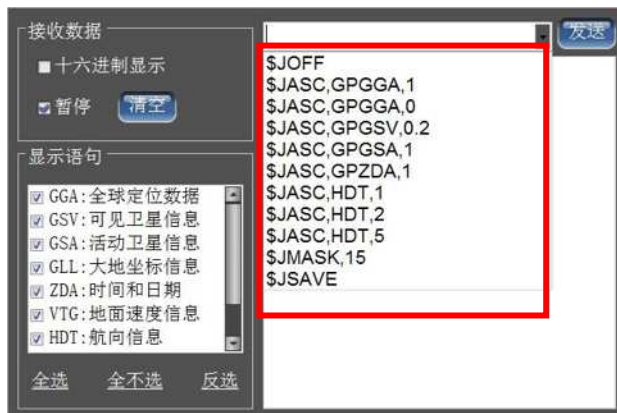 接收数据
十六进制显示
暂停
清空
显示语句
GGA:全球定位数据
GSV:可见卫星信息
GSA:活动卫星信息
GLL:大地坐标信息
ZDA:时间和日期
VTG:地面速度信息
HDT:航向信息
全选 全不选 反选
发送
$JOFF
$JASC,GPGGA,1
$JASC,GPGGA,0
$JASC,GPGSV,0.2
$JASC,GPGSA,1
$JASC,GPZDA,1
$JASC,HDT,1
$JASC,HDT,2
$JASC,HDT,5
$JMASK,15
$JSAVE